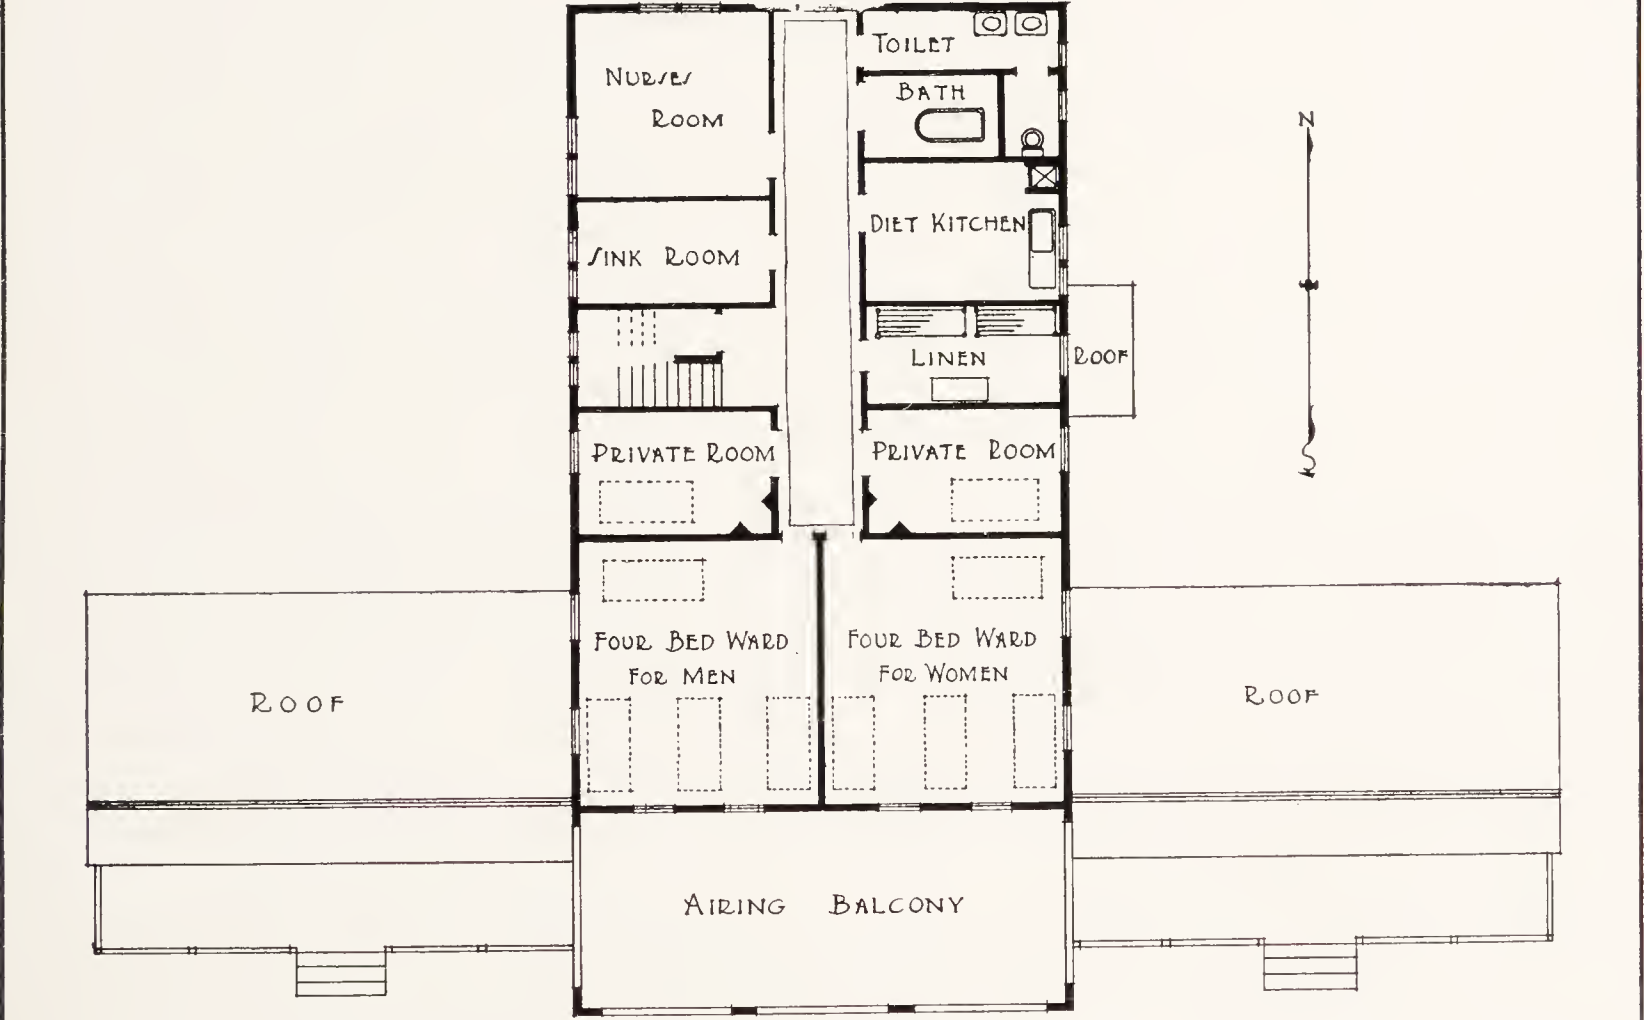 NURSES
ROOM
TOILET
BATH
N
DIET KITCHEN
SINK ROOM
LINEN
ROOF
S
PRIVATE ROOM
PRIVATE ROOM
FOUR BED WARD
FOR MEN
FOUR BED WARD
FOR WOMEN
ROOF
ROOF
AIRING BALCONY